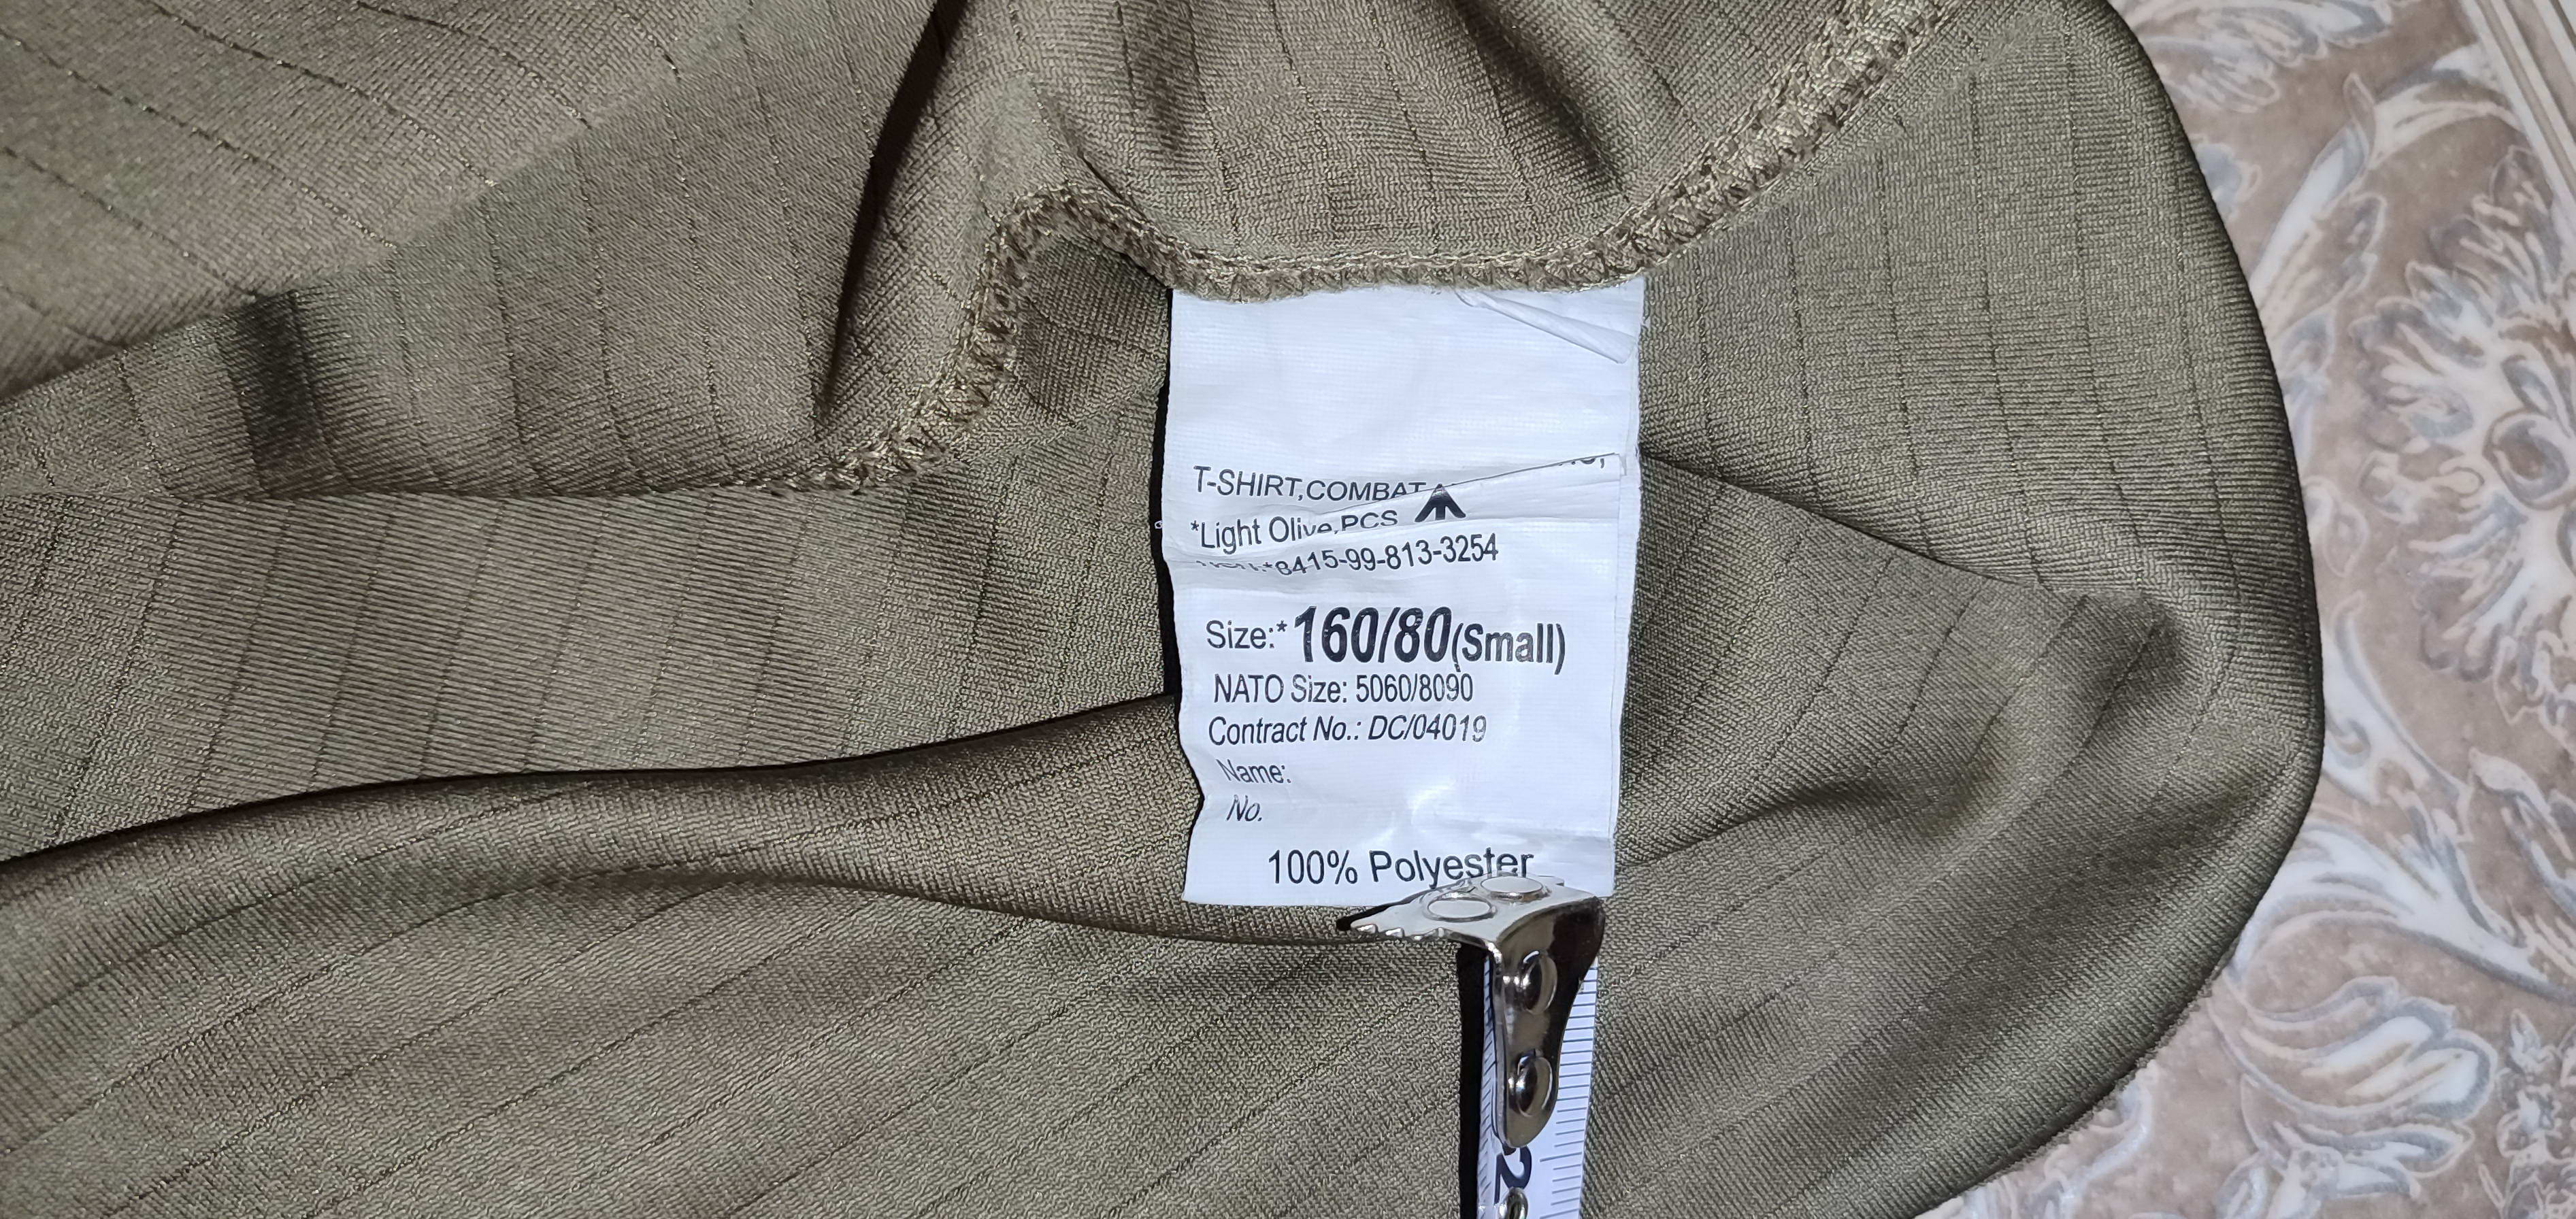 T-SHIRT,COMBAT
*Light Olive,PCS
*8415-99-813-3254
Size:*160/80(Small)
NATO Size: 5060/8090
Contract No.: DC/04019
Name:
No.
100% Polyester
2